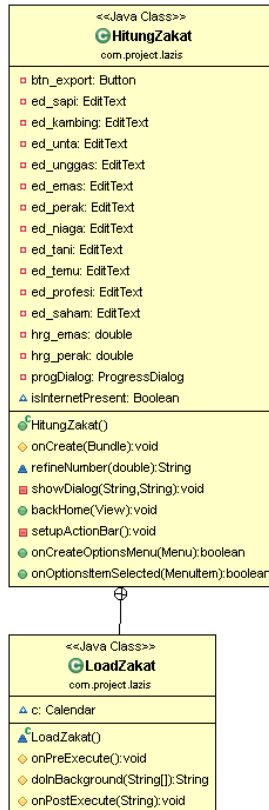 <<Java Class>>
HitungZakat
com.project.lazis
btn_export: Button
ed_sapi: EditText
ed_kambing: EditText
ed_unta: EditText
ed_unggas: EditText
ed_emas: EditText
ed_perak: EditText
ed_niaga: EditText
ed_tani: EditText
ed_temu: EditText
ed_profesi: EditText
ed_saham: EditText
hrg_emas: double
hrg_perak: double
progDialog: ProgressDialog
isInternetPresent: Boolean
HitungZakat()
onCreate(Bundle):void
refineNumber(double):String
showDialog(String,String):void
backHome(View):void
setupActionBar():void
onCreateOptionsMenu(Menu):boolean
onOptionsItemSelected(MenuItem):boolean
<<Java Class>>
LoadZakat
com.project.lazis
c: Calendar
LoadZakat()
onPreExecute():void
doInBackground(String[]):String
onPostExecute(String):void